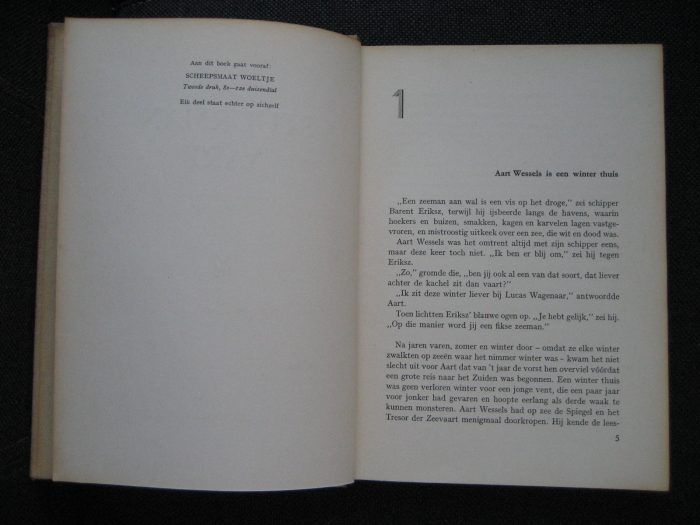 Aan dit boek gaat vooraf:
SCHEEPSMAAT WOELTJE
Tweede druk, 8e—12e duizendtal
Elk deel staat echter op zichzelf
1
Aart Wessels is een winter thuis
„Een zeeman aan wal is een vis op het droge,” zei schipper
Barent Eriksz, terwijl hij ijsbeerde langs de havens, waarin
hoekers en buizen, smakken, kagen en karvelen lagen vastge-
vroren, en mistroostig uitkeek over een zee, die wit en dood was.
Aart Wessels was het omtrent altijd met zijn schipper eens,
maar deze keer toch niet. „Ik ben er blij om,” zei hij tegen
Eriksz.
„Zo,” gromde die, „ben jij ook al een van dat soort, dat liever
achter de kachel zit dan vaart?”
„Ik zit deze winter liever bij Lucas Wagenaar,” antwoordde
Aart.
Toen lichtten Eriksz’ blauwe ogen op. „Je hebt gelijk,” zei hij.
„Op die manier word jij een fikse zeeman.”
Na jaren varen, zomer en winter door – omdat ze elke winter
zwalkten op zeeën waar het nimmer winter was – kwam het niet
slecht uit voor Aart dat van ’t jaar de vorst hen overviel vóórdat
een grote reis naar het Zuiden was begonnen. Een winter thuis
was geen verloren winter voor een jonge vent, die een paar jaar
voor jonker had gevaren en hoopte eerlang als derde waak te
kunnen monsteren. Aart Wessels had op zee de Spiegel en het
Tresor der Zeevaart menigmaal doorkropen. Hij kende de lees-
5